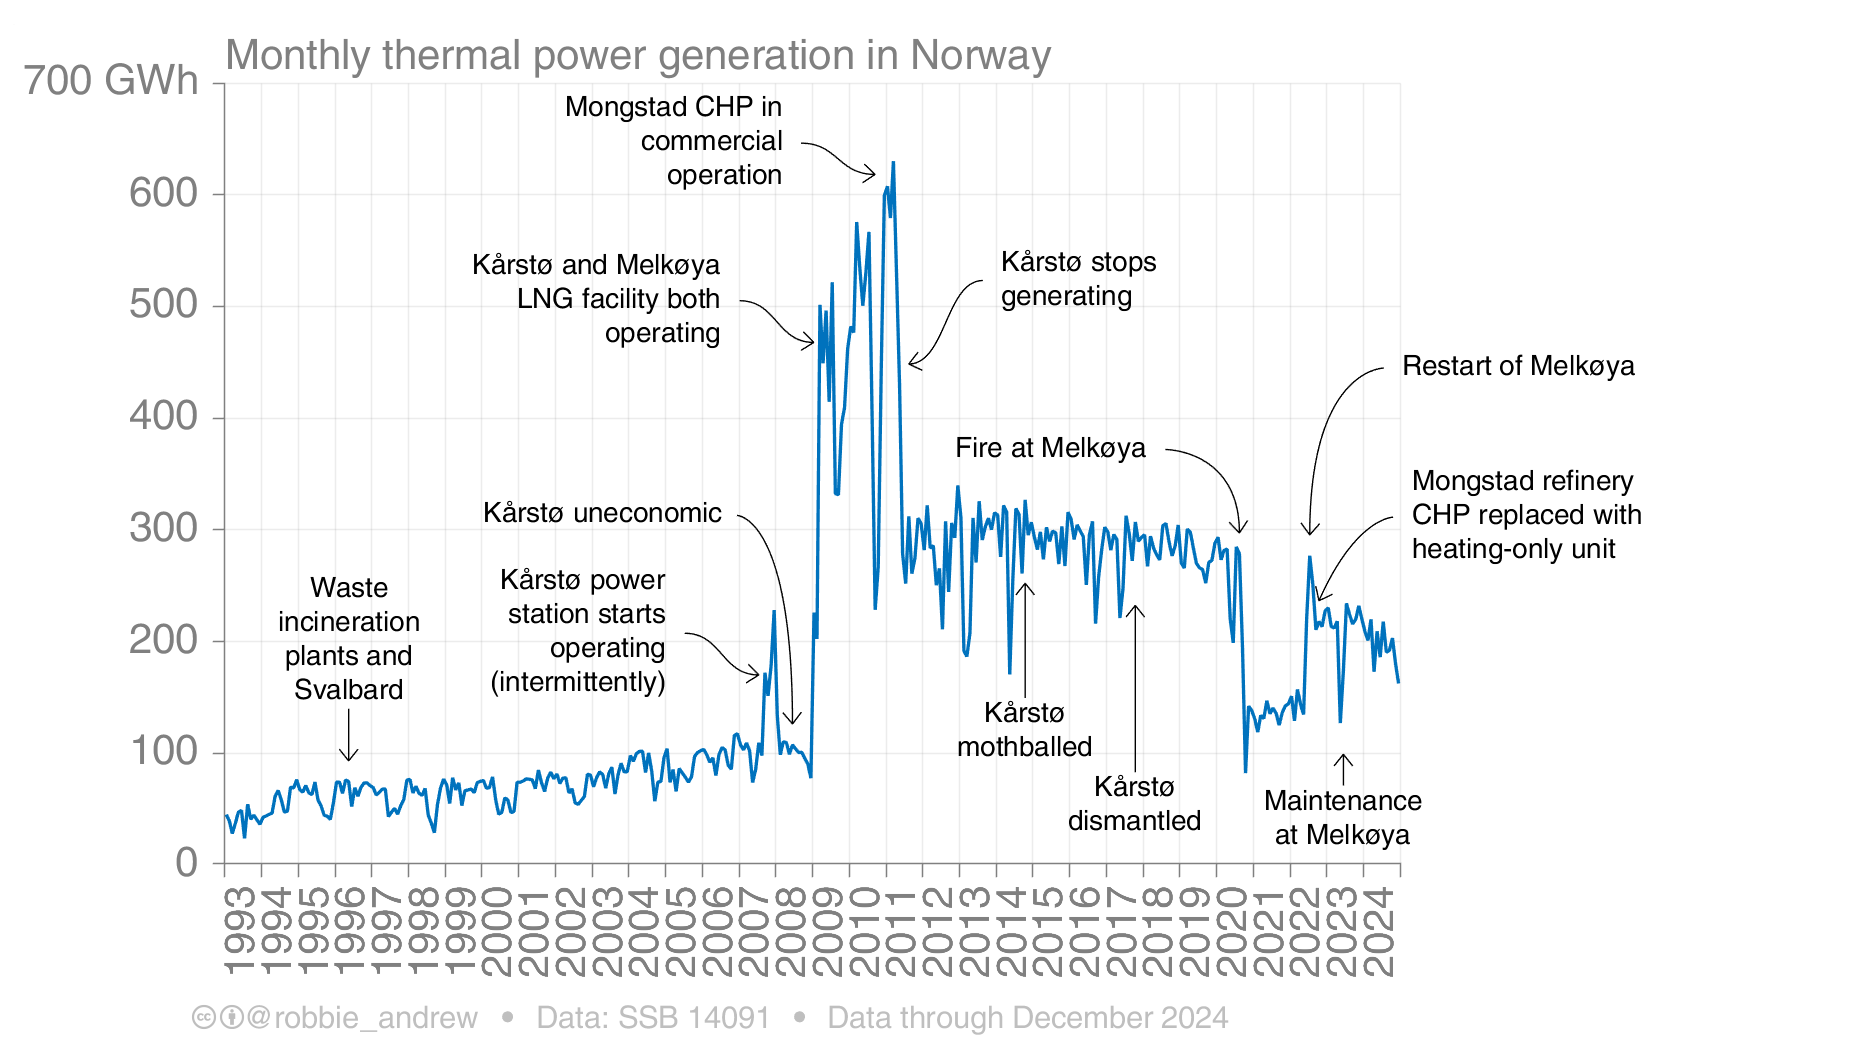 Monthly thermal power generation in Norway
700 GWh
600
500
400
300
200
100
0
Mongstad CHP in
commercial
operation
Kårstø and Melkøya
LNG facility both
operating
Kårstø stops
generating
Restart of Melkøya
Fire at Melkøya
Mongstad refinery
CHP replaced with
heating-only unit
Kårstø uneconomic
Kårstø power
station starts
operating
(intermittently)
Waste
incineration
plants and
Svalbard
Kårstø
mothballed
Kårstø
dismantled
Maintenance
at Melkøya
1993
1994
1995
1996
1997
1998
1999
2000
2001
2002
2003
2004
2005
2006
2007
2008
2009
2010
2011
2012
2013
2014
2015
2016
2017
2018
2019
2020
2021
2022
2023
2024
@robbie_andrew • Data: SSB 14091 • Data through December 2024